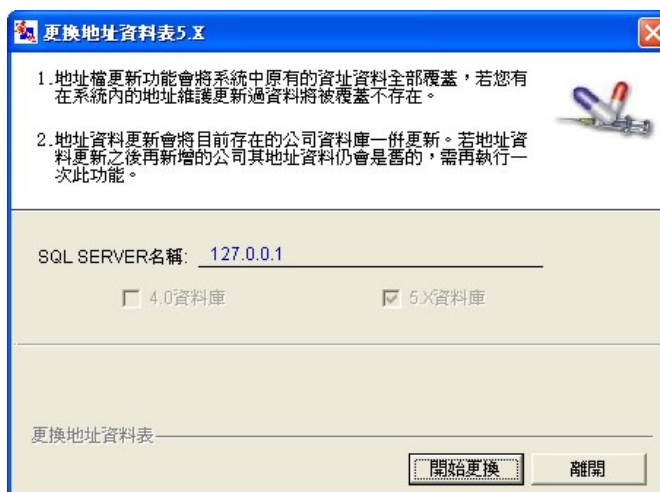 更換地址資料表5.X
1.地址檔更新功能會將系統中原有的資址資料全部覆蓋，若您有
在系統內的地址維護更新過資料將被覆蓋不存在。
2.地址資料更新會將目前存在的公司資料庫一併更新。若地址資
料更新之後再新增的公司其地址資料仍會是舊的，需再執行一
次此功能。
SQL SERVER名稱: 127.0.0.1
4.0資料庫 5.X資料庫
更換地址資料表
開始更換 離開